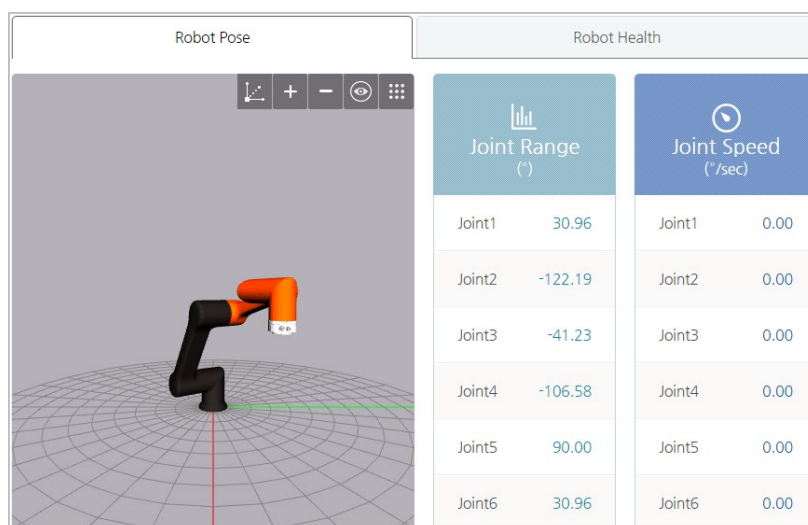 Robot Pose
Robot Health
Joint Range
(°)
Joint1 30.96
Joint2 -122.19
Joint3 -41.23
Joint4 -106.58
Joint5 90.00
Joint6 30.96
Joint Speed
(°/sec)
Joint1 0.00
Joint2 0.00
Joint3 0.00
Joint4 0.00
Joint5 0.00
Joint6 0.00